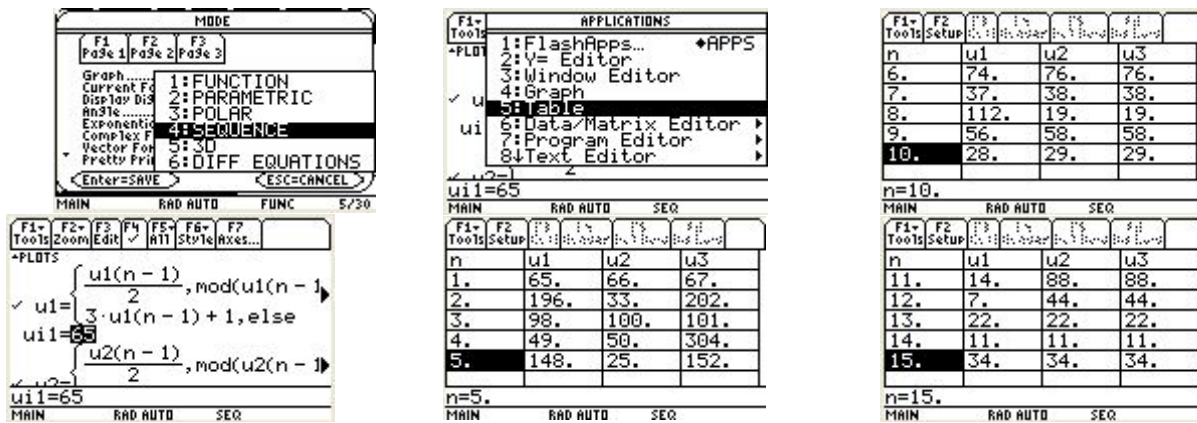 MODE
F1 F2 F3
Page 1 Page 2 Page 3
Graph......
Current Fo
Display Dig
Angle......
Exponentia
Complex F
Vector For
Pretty Prin
1:FUNCTION
2:PARAMETRIC
3:POLAR
4:SEQUENCE
5:3D
6:DIFF EQUATIONS
Enter=SAVE ESC=CANCEL
MAIN RAD AUTO FUNC 5/30
F1 APPLICATIONS
Tools
PLOT
1:FlashApps… ◆APPS
2:Y= Editor
3:Window Editor
4:Graph
5:Table
6:Data/Matrix Editor
7:Program Editor
8↓Text Editor
ui1=65
MAIN RAD AUTO SEQ
F1 F2
Tools Setup
n u1 u2 u3
6. 74. 76. 76.
7. 37. 38. 38.
8. 112. 19. 19.
9. 56. 58. 58.
10. 28. 29. 29.
n=10.
MAIN RAD AUTO SEQ
F1 F2 F3 F4 F5 F6 F7
Tools Zoom Edit ✓ All Style Axes...
PLOTS
✓ u1={ u1(n - 1)/2, mod(u1(n - 1
3·u1(n - 1) + 1, else
ui1=65
u2(n - 1)/2, mod(u2(n - 1
ui1=65
MAIN RAD AUTO SEQ
F1 F2
Tools Setup
n u1 u2 u3
1. 65. 66. 67.
2. 196. 33. 202.
3. 98. 100. 101.
4. 49. 50. 304.
5. 148. 25. 152.
n=5.
MAIN RAD AUTO SEQ
F1 F2
Tools Setup
n u1 u2 u3
11. 14. 88. 88.
12. 7. 44. 44.
13. 22. 22. 22.
14. 11. 11. 11.
15. 34. 34. 34.
n=15.
MAIN RAD AUTO SEQ